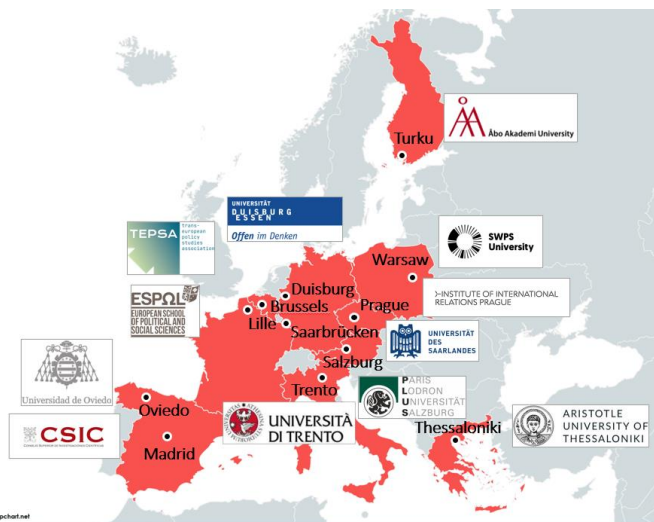 Åbo Akademi University
Turku
UNIVERSITÄT
DUISBURG
ESSEN
Offen im Denken
TEPSA
trans
european
policy
studies
association
SWPS
University
Warsaw
>INSTITUTE OF INTERNATIONAL
RELATIONS PRAGUE
Duisburg
Brussels
Prague
ESPOL
EUROPEAN SCHOOL
OF POLITICAL AND
SOCIAL SCIENCES
Lille
Saarbrücken
UNIVERSITÄT
DES
SAARLANDES
Salzburg
Trento
PARIS
LODRON
UNIVERSITÄT
SALZBURG
Universidad de Oviedo
Oviedo
UNIVERSITÀ
DI TRENTO
Thessaloniki
ARISTOTLE
UNIVERSITY OF
THESSALONIKI
CSIC
Madrid
pchart.net